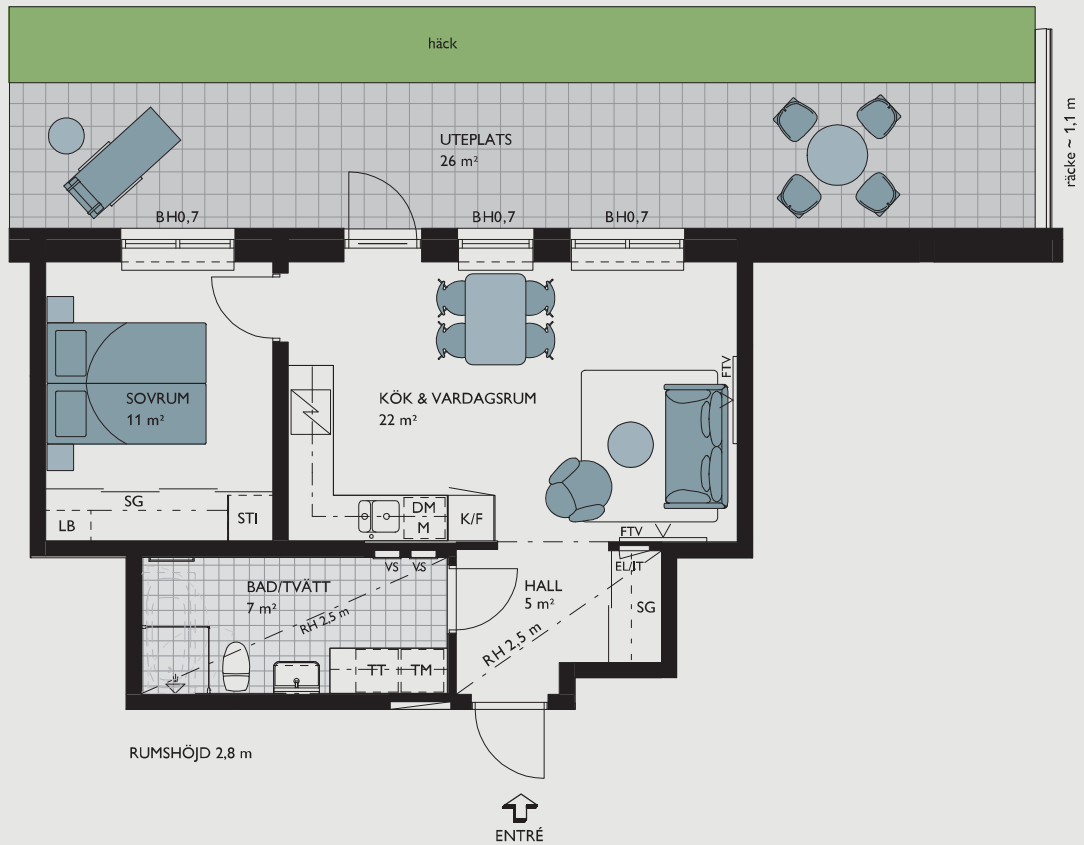 häck
räcke ~ 1,1 m
UTEPLATS
26 m²
BH0,7
BH0,7
BH0,7
SOVRUM
11 m²
KÖK & VARDAGSRUM
22 m²
FTV
SG
LB
STI
DM
M
K/F
FTV
VS
VS
EL/IT
BAD/TVÄTT
7 m²
RH 2,5 m
HALL
5 m²
SG
RH 2,5 m
TT
TM
RUMSHÖJD 2,8 m
ENTRÉ